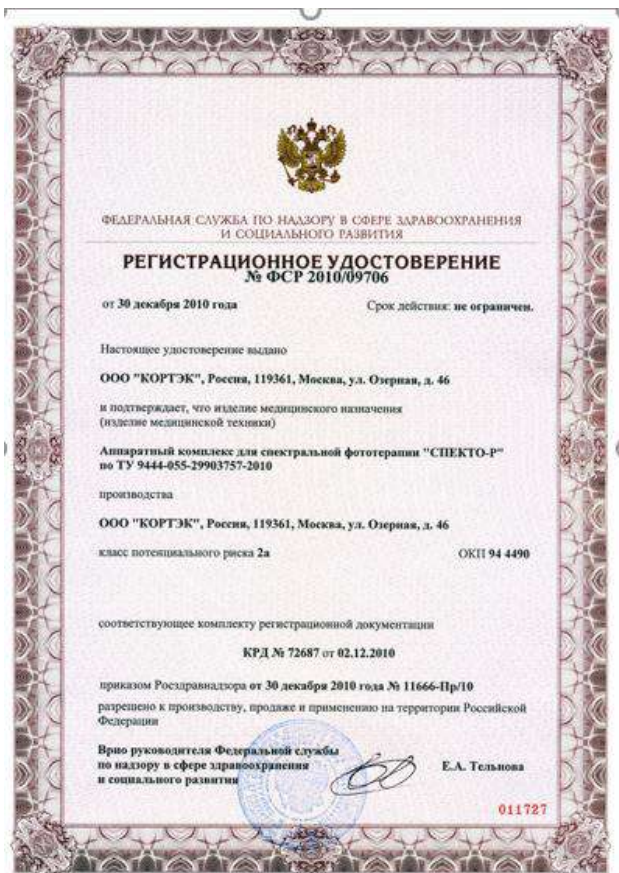 ФЕДЕРАЛЬНАЯ СЛУЖБА ПО НАДЗОРУ В СФЕРЕ ЗДРАВООХРАНЕНИЯ
И СОЦИАЛЬНОГО РАЗВИТИЯ
РЕГИСТРАЦИОННОЕ УДОСТОВЕРЕНИЕ
№ ФСР 2010/09706
от 30 декабря 2010 года Срок действия: не ограничен.
Настоящее удостоверение выдано
ООО "КОРТЭК", Россия, 119361, Москва, ул. Озерная, д. 46
и подтверждает, что изделие медицинского назначения
(изделие медицинской техники)
Аппаратный комплекс для спектральной фототерапии "СПЕКТО-Р"
по ТУ 9444-055-29903757-2010
производства
ООО "КОРТЭК", Россия, 119361, Москва, ул. Озерная, д. 46
класс потенциального риска 2а ОКП 94 4490
соответствующее комплекту регистрационной документации
КРД № 72687 от 02.12.2010
приказом Росздравнадзора от 30 декабря 2010 года № 11666-Пр/10
разрешено к производству, продаже и применению на территории Российской
Федерации
Врио руководителя Федеральной службы
по надзору в сфере здравоохранения
и социального развития Е.А. Тельнова
011727